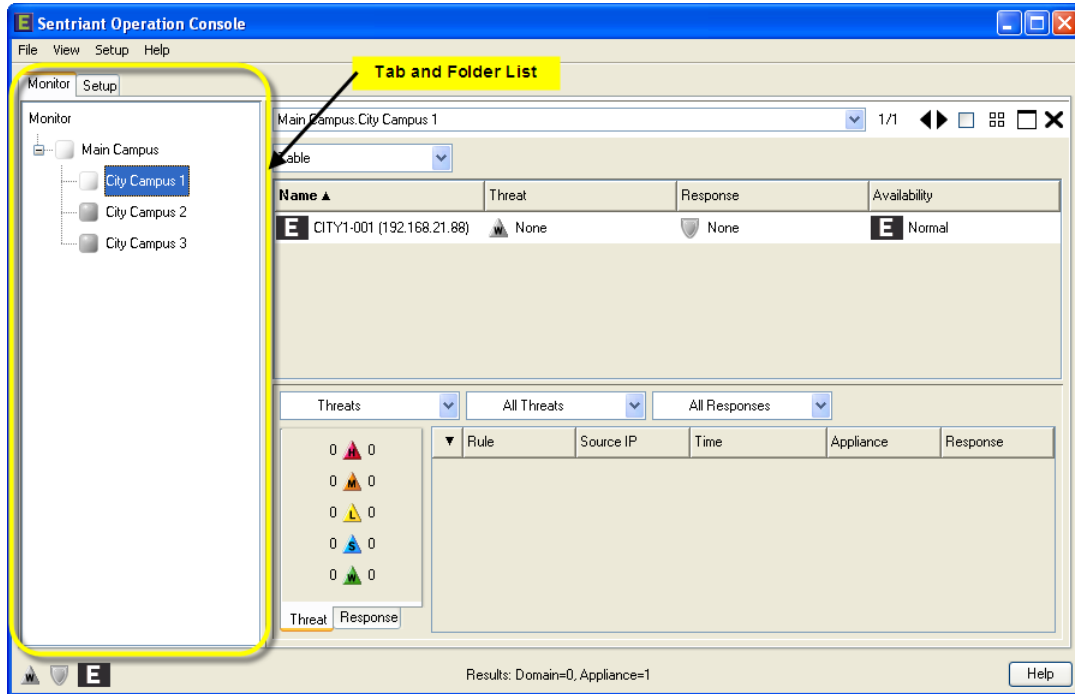 E Sentriant Operation Console
File View Setup Help
Tab and Folder List
Monitor Setup
Monitor
Main Campus
City Campus 1
City Campus 2
City Campus 3
Main Campus.City Campus 1 1/1
Table
Name Threat Response Availability
E CITY1-001 (192.168.21.88) W None None E Normal
Threats All Threats All Responses
Rule Source IP Time Appliance Response
0 H 0
0 M 0
0 L 0
0 S 0
0 W 0
Threat Response
W E Results: Domain=0, Appliance=1 Help